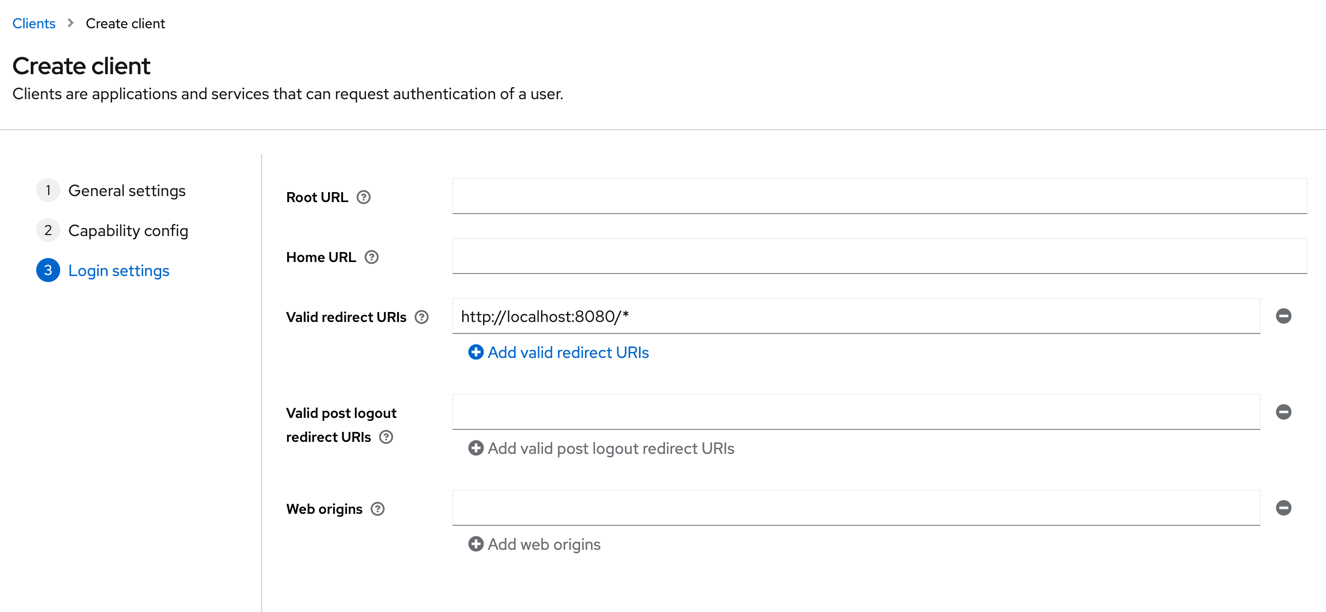 Clients > Create client
Create client
Clients are applications and services that can request authentication of a user.
1 General settings
2 Capability config
3 Login settings
Root URL
Home URL
Valid redirect URIs http://localhost:8080/*
Add valid redirect URIs
Valid post logout
redirect URIs
Add valid post logout redirect URIs
Web origins
Add web origins